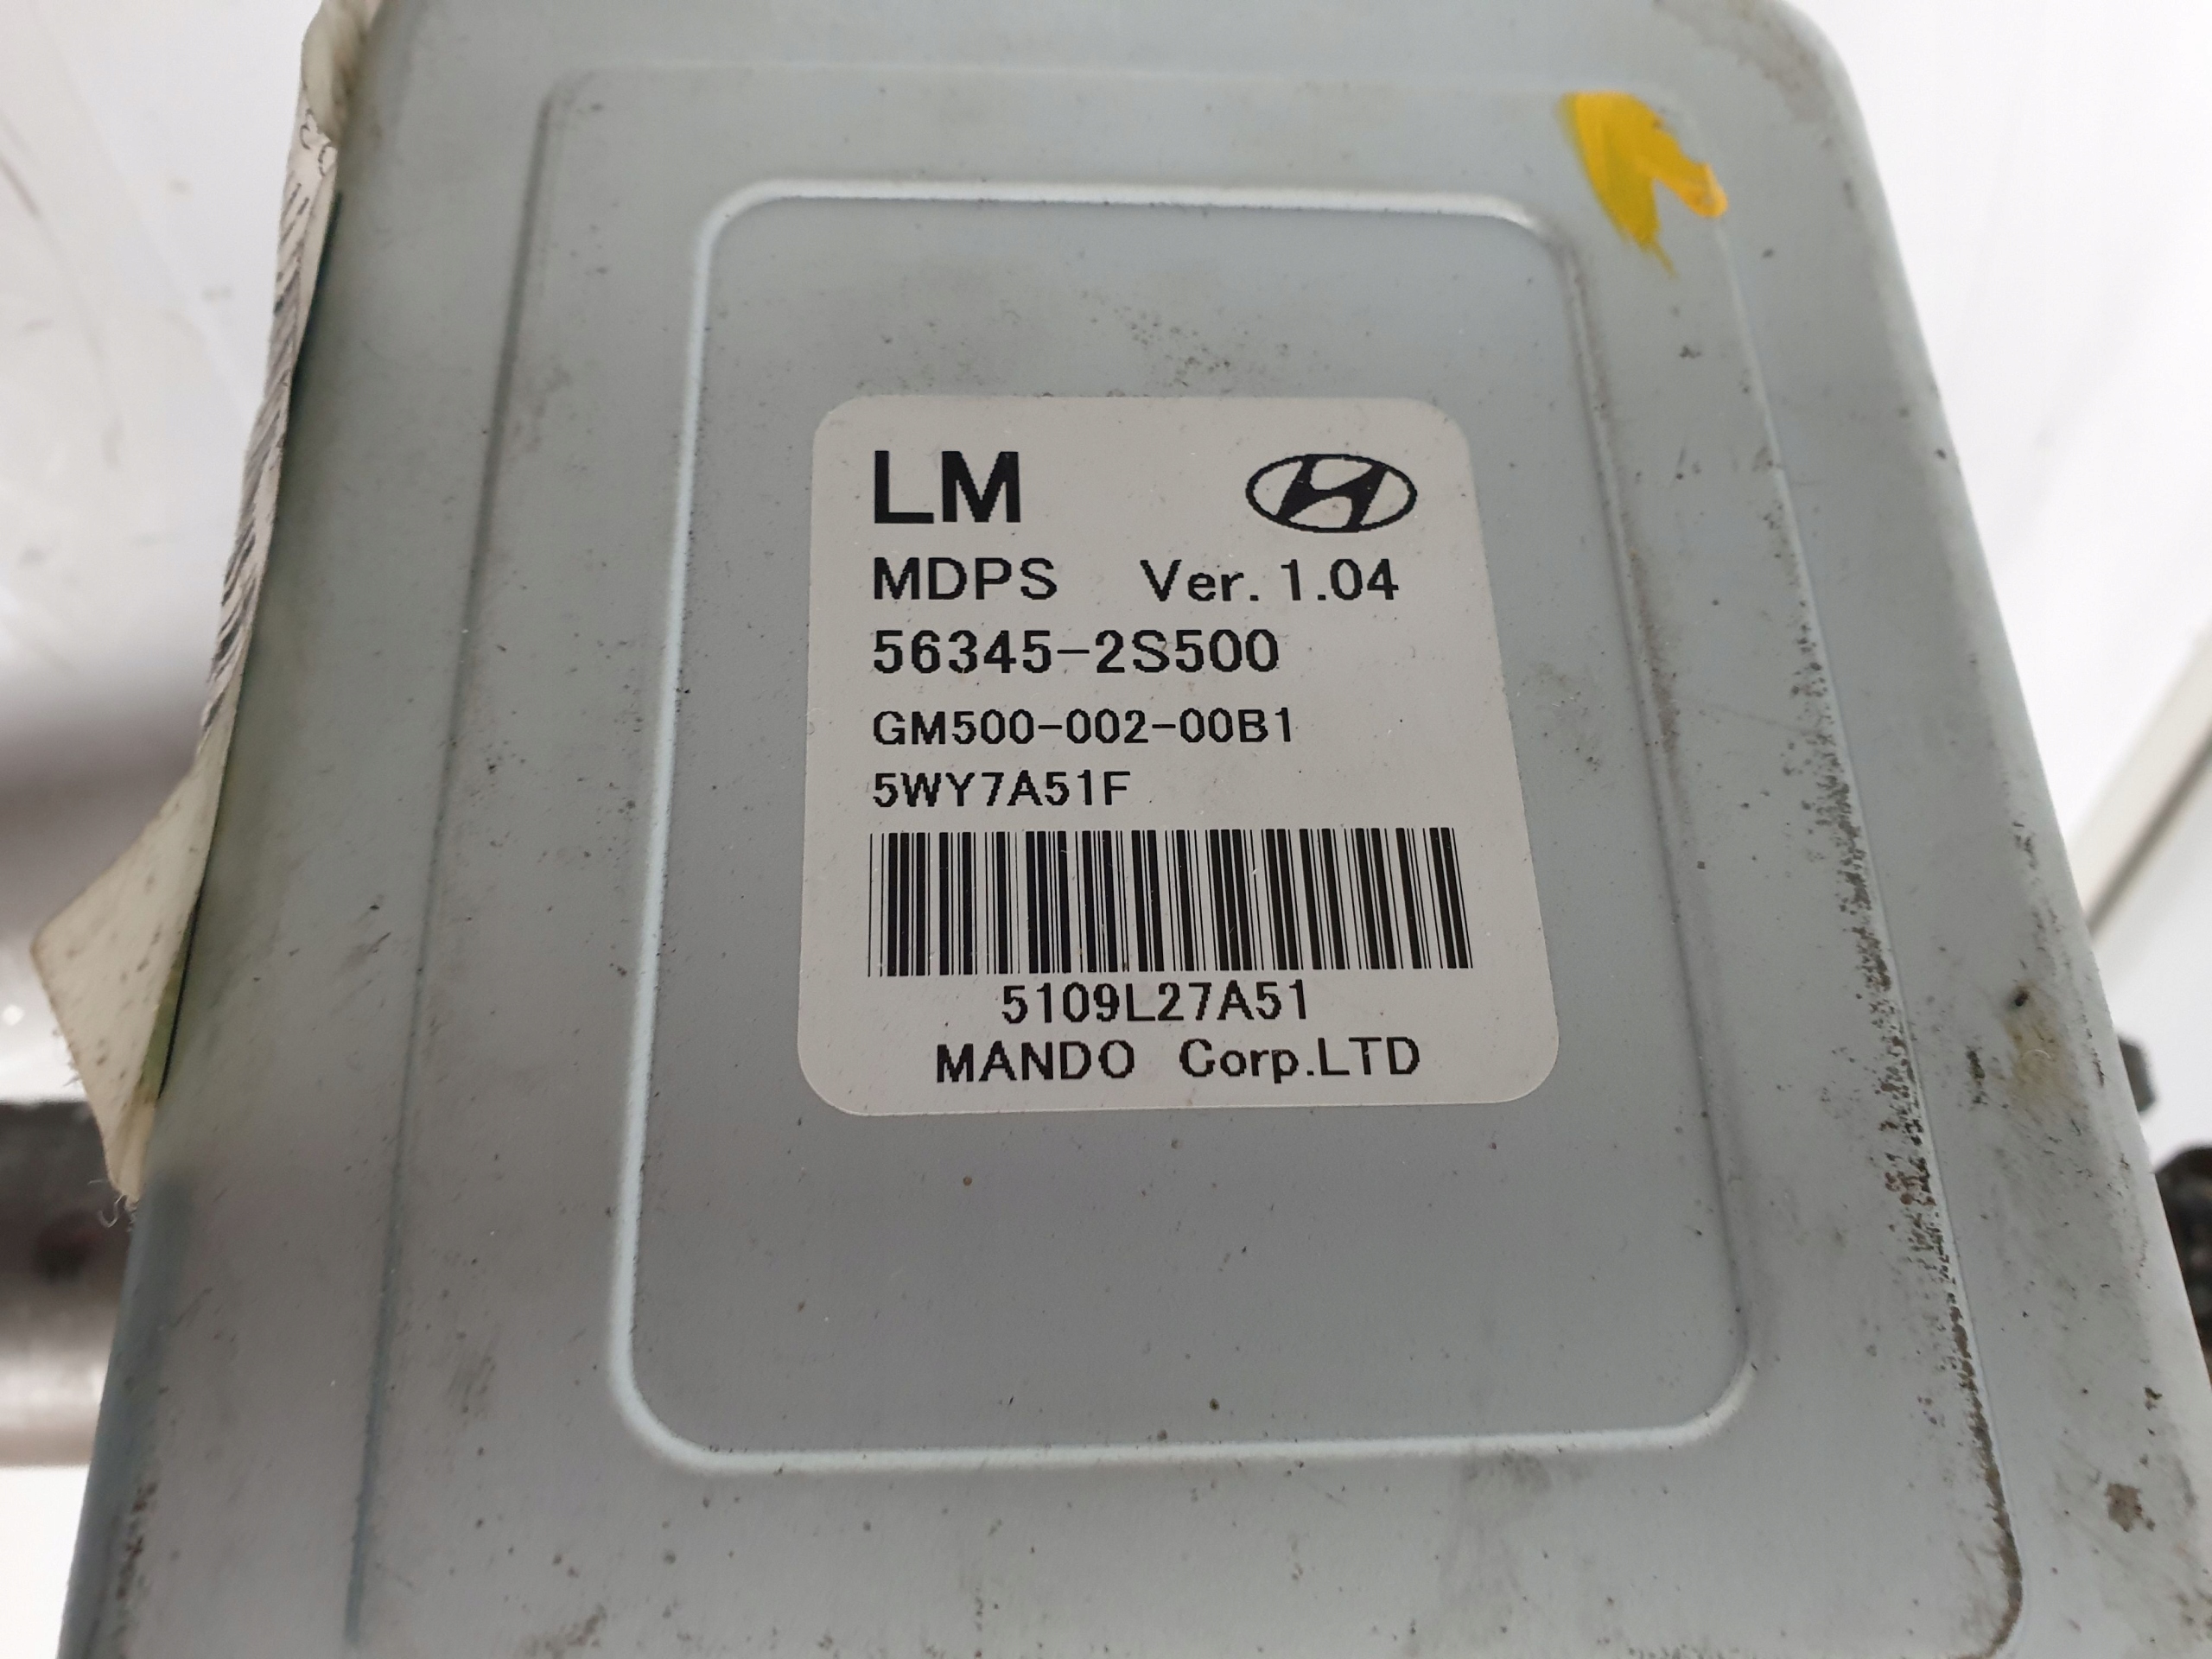 LM
MDPS Ver. 1.04
56345-2S500
GM500-002-00B1
5WY7A51F
5109L27A51
MANDO Corp.LTD